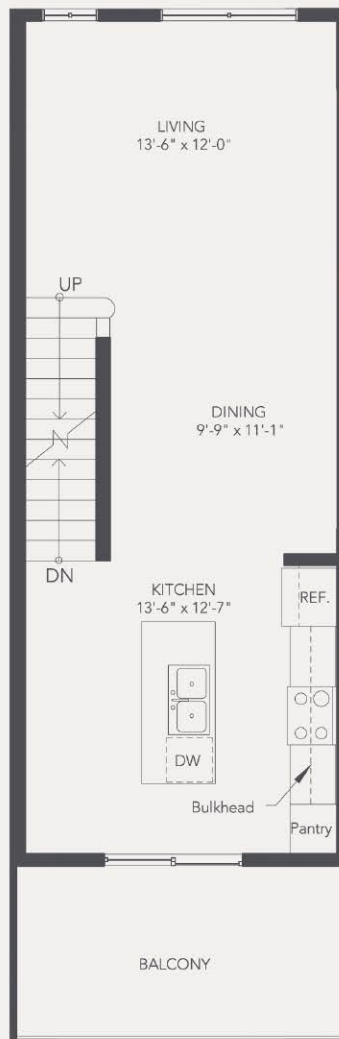 LIVING
13'-6" x 12'-0"
UP
DINING
9'-9" x 11'-1"
DN
KITCHEN
13'-6" x 12'-7"
REF.
DW
Bulkhead
Pantry
BALCONY